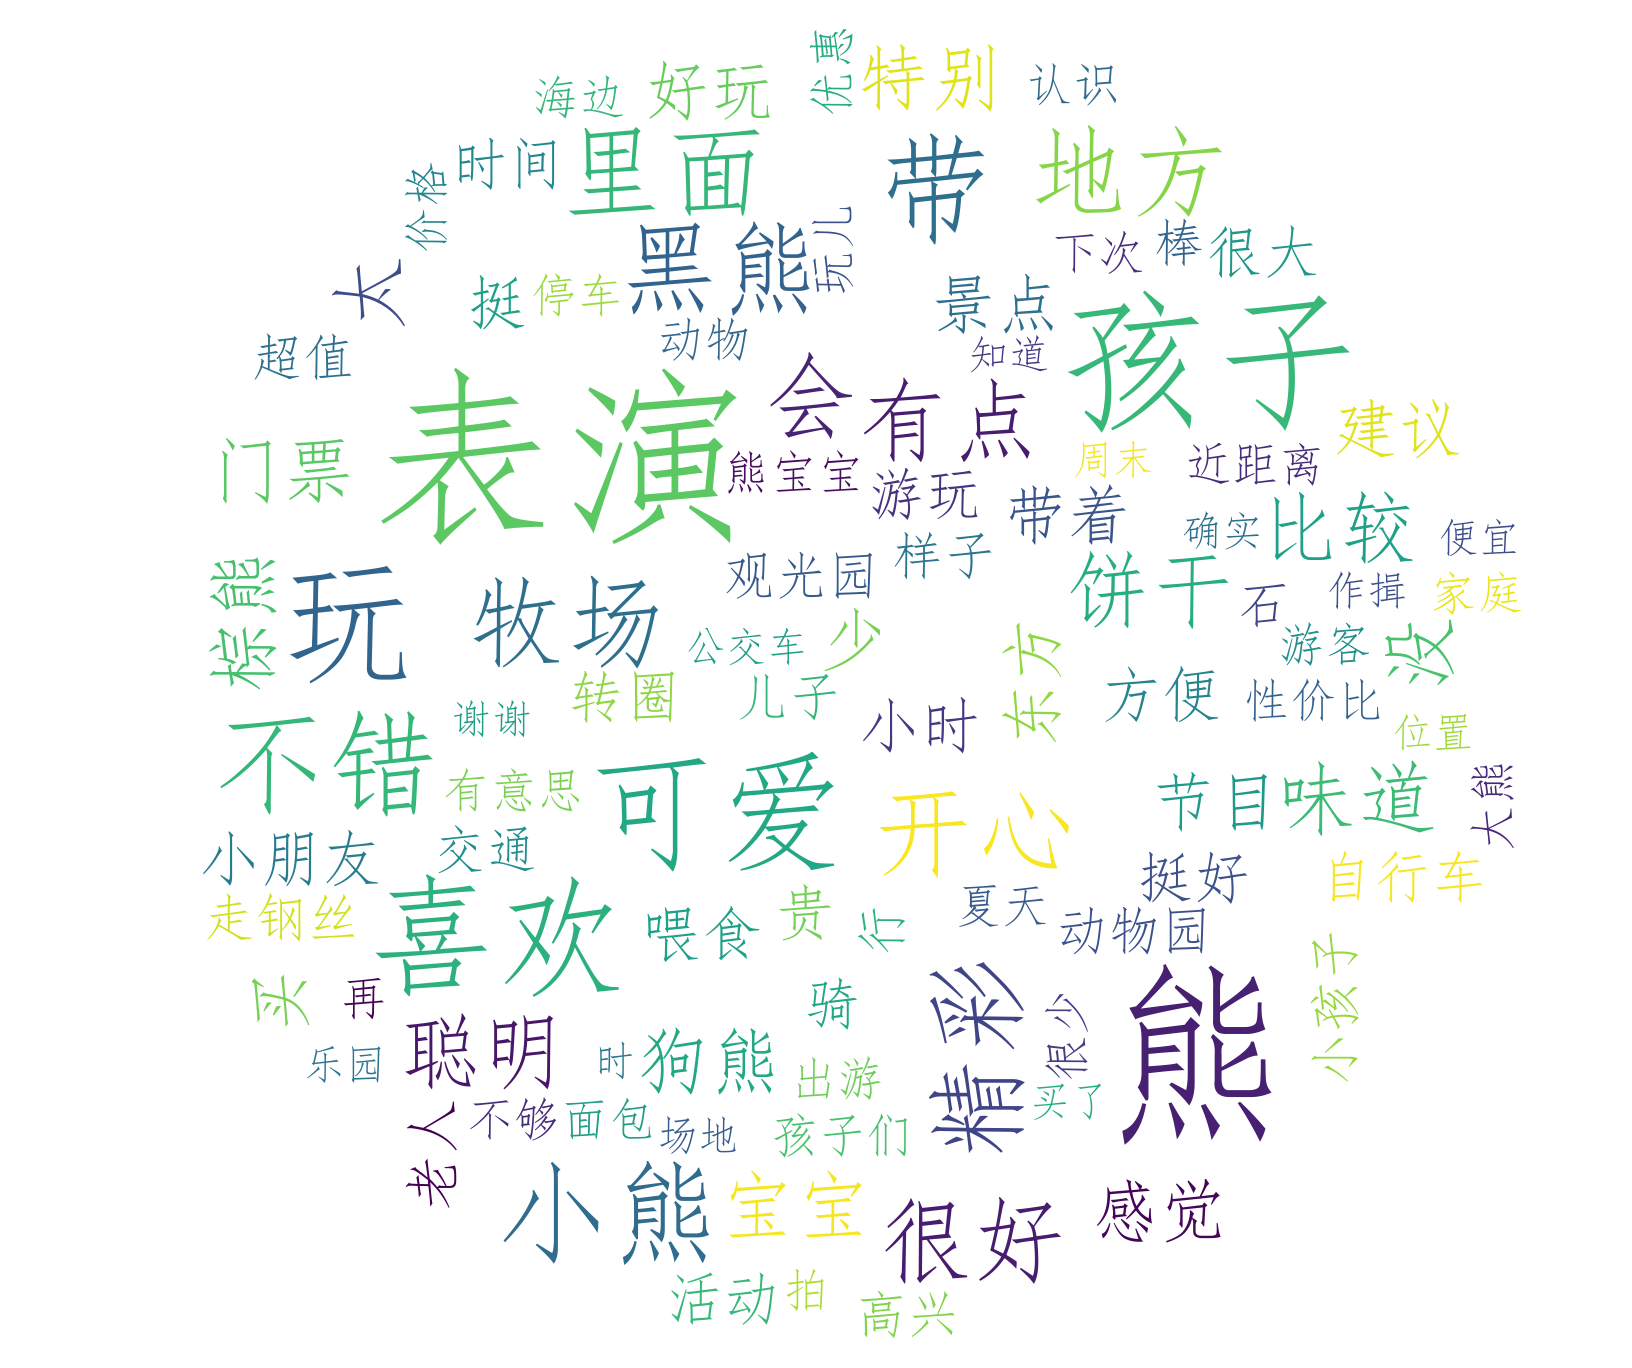 优惠
特别
海边
好玩
认识
时间
里面
带
地方
价格
黑熊
玩儿
下次
棒
很大
太
挺
停车
景点
孩子
超值
动物
知道
表演
会
有点
门票
建议
熊宝宝
游玩
周末
近距离
带着
确实
比较
便宜
棕熊
玩
牧场
观光园
样子
饼干
石
作揖
家庭
公交车
少
东方
游客
没
不错
谢谢
转圈
儿子
小时
方便
性价比
位置
有意思
可爱
开心
节目
味道
大熊
小朋友
交通
挺好
自行车
走钢丝
喜欢
喂食
贵
行
夏天
动物园
买
再
聪明
骑
精彩
很少
熊
小孩子
乐园
时
狗熊
出游
买了
老人
不够
面包
场地
孩子们
小熊
宝宝
很好
感觉
活动
拍
高兴